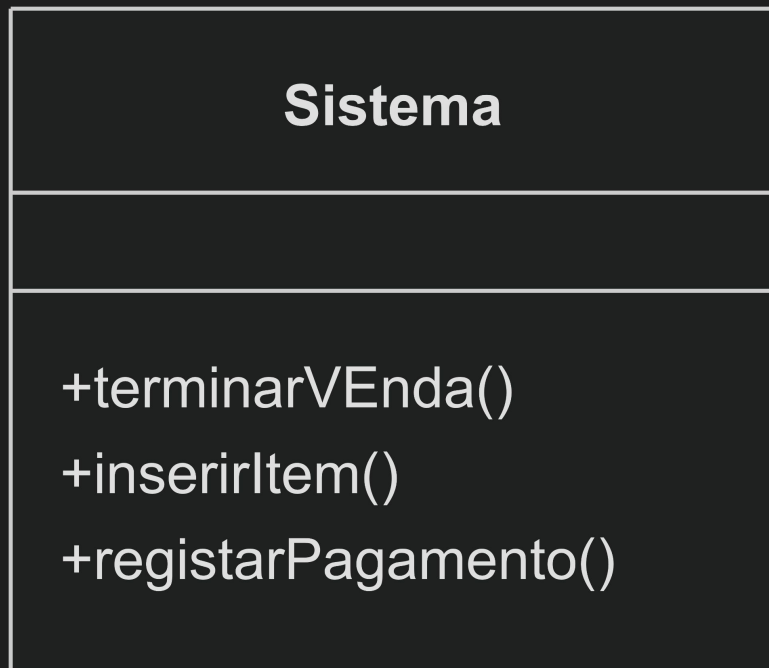 Sistema
+terminarVEnda()
+inserirItem()
+registarPagamento()